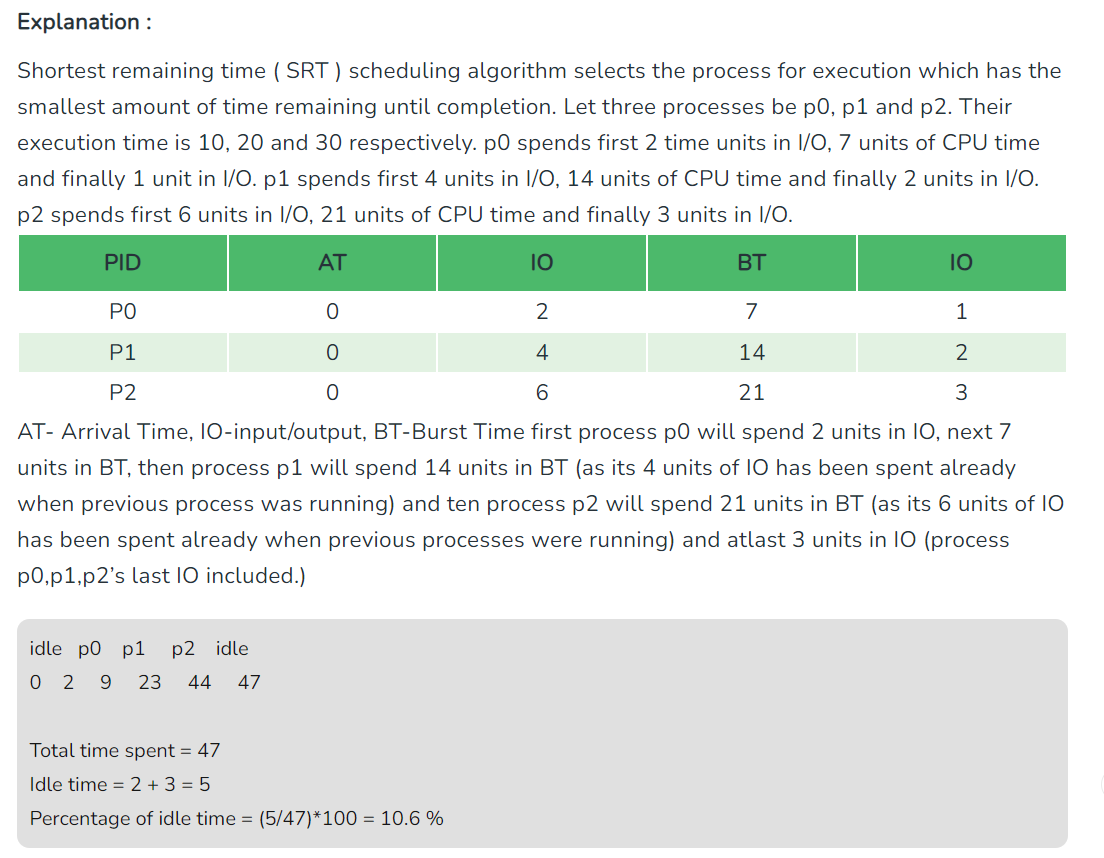 Explanation :
Shortest remaining time ( SRT ) scheduling algorithm selects the process for execution which has the
smallest amount of time remaining until completion. Let three processes be p0, p1 and p2. Their
execution time is 10, 20 and 30 respectively. p0 spends first 2 time units in I/O, 7 units of CPU time
and finally 1 unit in I/O. p1 spends first 4 units in I/O, 14 units of CPU time and finally 2 units in I/O.
p2 spends first 6 units in I/O, 21 units of CPU time and finally 3 units in I/O.
PID AT IO BT IO
P0 0 2 7 1
P1 0 4 14 2
P2 0 6 21 3
AT- Arrival Time, IO-input/output, BT-Burst Time first process p0 will spend 2 units in IO, next 7
units in BT, then process p1 will spend 14 units in BT (as its 4 units of IO has been spent already
when previous process was running) and ten process p2 will spend 21 units in BT (as its 6 units of IO
has been spent already when previous processes were running) and atlast 3 units in IO (process
p0,p1,p2’s last IO included.)
idle p0 p1 p2 idle
0 2 9 23 44 47
Total time spent = 47
Idle time = 2 + 3 = 5
Percentage of idle time = (5/47)*100 = 10.6 %